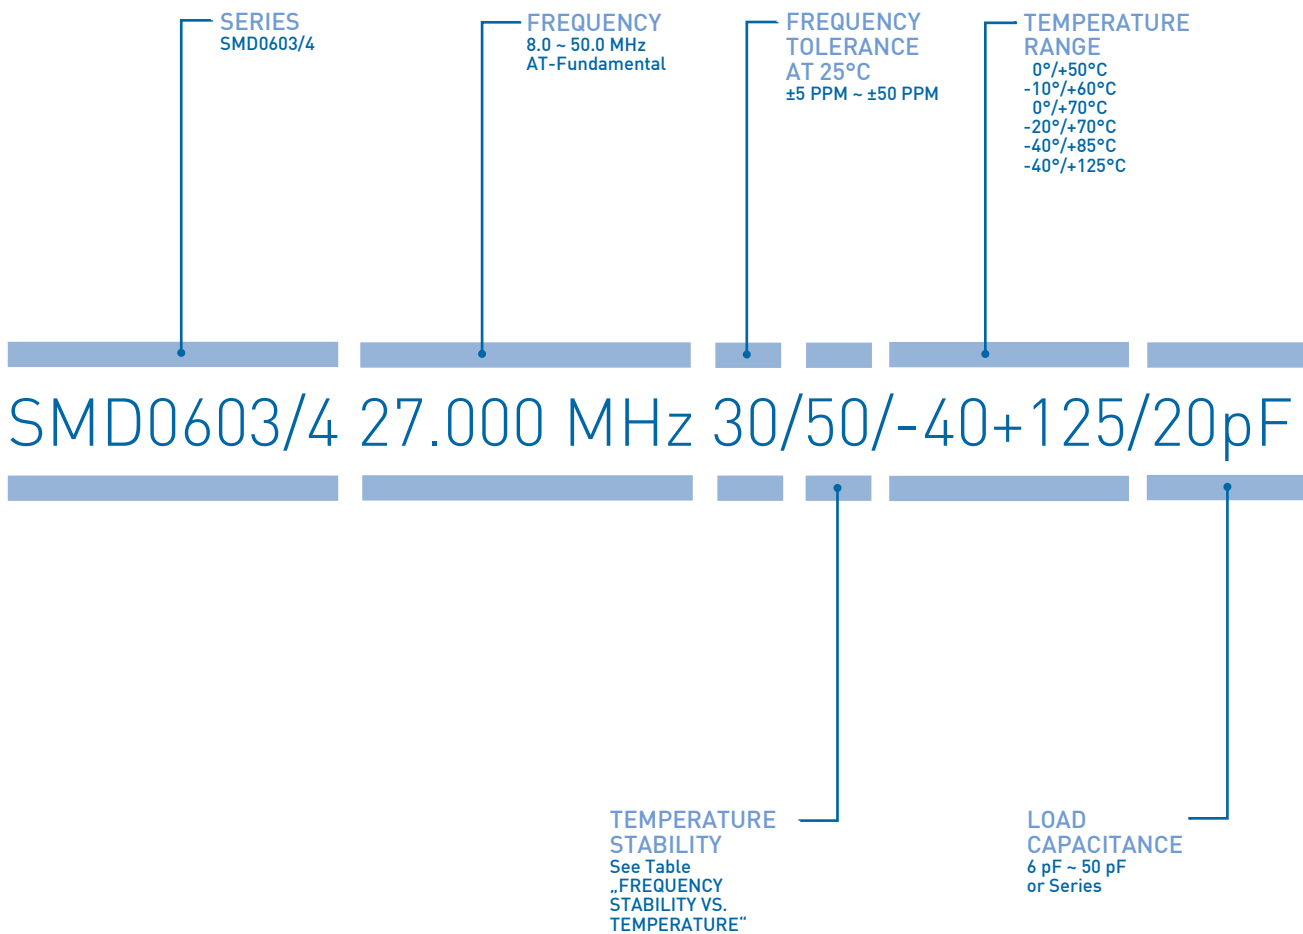 SERIES
SMD0603/4
FREQUENCY
8.0 ~ 50.0 MHz
AT-Fundamental
FREQUENCY
TOLERANCE
AT 25°C
±5 PPM ~ ±50 PPM
TEMPERATURE
RANGE
0°/+50°C
-10°/+60°C
0°/+70°C
-20°/+70°C
-40°/+85°C
-40°/+125°C
SMD0603/4 27.000 MHz 30/50/-40+125/20pF
TEMPERATURE
STABILITY
See Table
„FREQUENCY
STABILITY VS.
TEMPERATURE“
LOAD
CAPACITANCE
6 pF ~ 50 pF
or Series